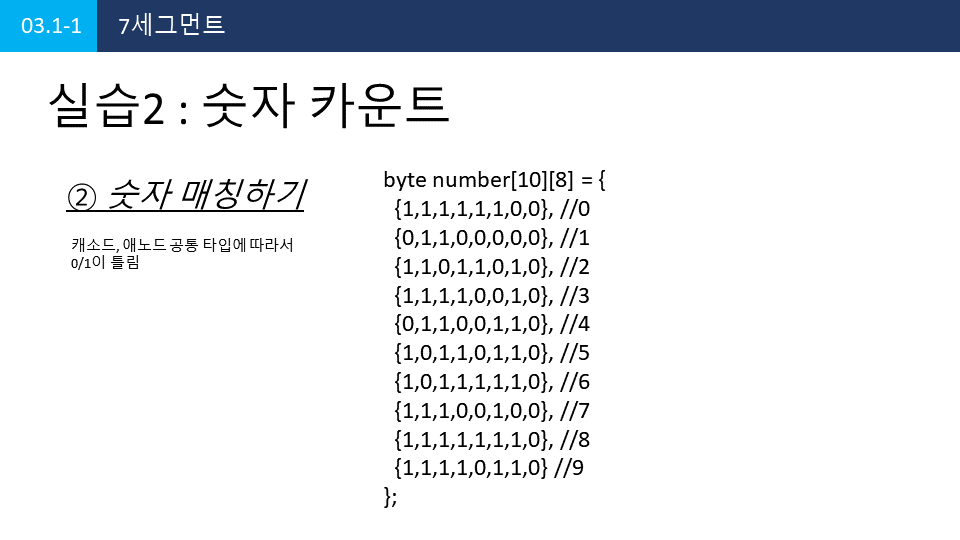 03.1-1 7세그먼트
실습2 : 숫자 카운트
② 숫자 매칭하기
캐소드, 애노드 공통 타입에 따라서
0/1이 틀림
byte number[10][8] = {
{1,1,1,1,1,1,0,0}, //0
{0,1,1,0,0,0,0,0}, //1
{1,1,0,1,1,0,1,0}, //2
{1,1,1,1,0,0,1,0}, //3
{0,1,1,0,0,1,1,0}, //4
{1,0,1,1,0,1,1,0}, //5
{1,0,1,1,1,1,1,0}, //6
{1,1,1,0,0,1,0,0}, //7
{1,1,1,1,1,1,1,0}, //8
{1,1,1,1,0,1,1,0} //9
};